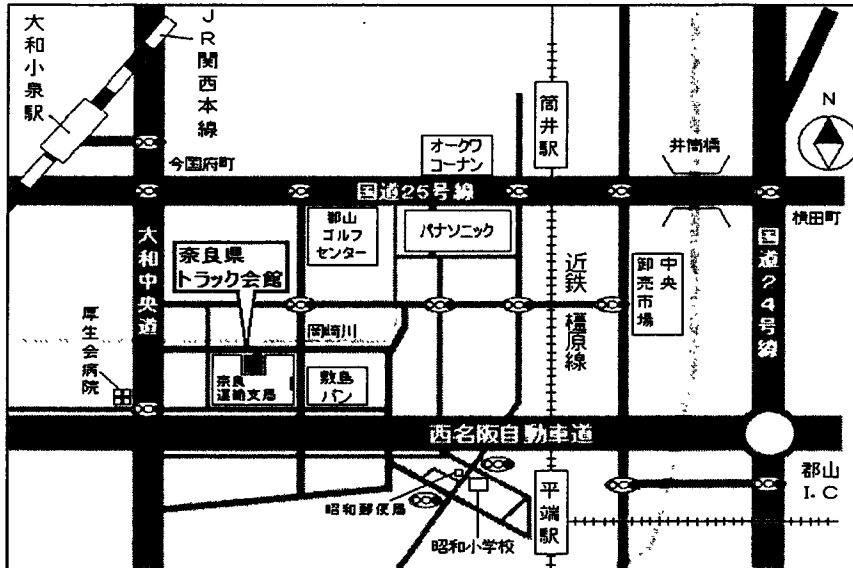 大和小泉駅
JR関西本線
今国府町
オークワ
コーナン
筒井駅
井筒橋
N
国道25号線
横田町
大和中央道
郡山
ゴルフ
センター
パナソニック
奈良県
トラック会館
近鉄
橿原線
中央
卸売市場
国道24号線
厚生会病院
岡崎川
奈良
運輸支局
敷島
パン
西名阪自動車道
郡山
I.C
昭和郵便局
昭和小学校
平端駅